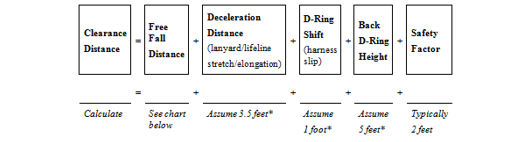 Clearance Distance = Free Fall Distance + Deceleration Distance (lanyard/lifeline stretch/elongation) + D-Ring Shift (harness slip) + Back D-Ring Height + Safety Factor
= + + + +
Calculate See chart below Assume 3.5 feet* Assume 1 foot* Assume 5 feet* Typically 2 feet